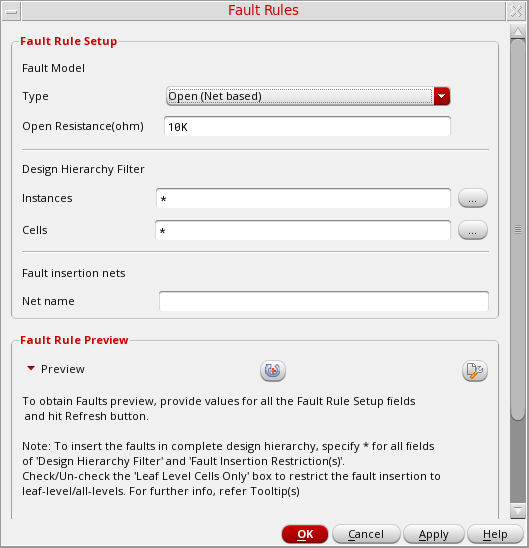 Fault Rules
Fault Rule Setup
Fault Model
Type
Open (Net based)
Open Resistance(ohm)
10K
Design Hierarchy Filter
Instances
*
...
Cells
*
...
Fault insertion nets
Net name
Fault Rule Preview
Preview
To obtain Faults preview, provide values for all the Fault Rule Setup fields
and hit Refresh button.
Note: To insert the faults in complete design hierarchy, specify * for all fields
of 'Design Hierarchy Filter' and 'Fault Insertion Restriction(s)'.
Check/Un-check the 'Leaf Level Cells Only' box to restrict the fault insertion to
leaf-level/all-levels. For further info, refer Tooltip(s)
OK
Cancel
Apply
Help